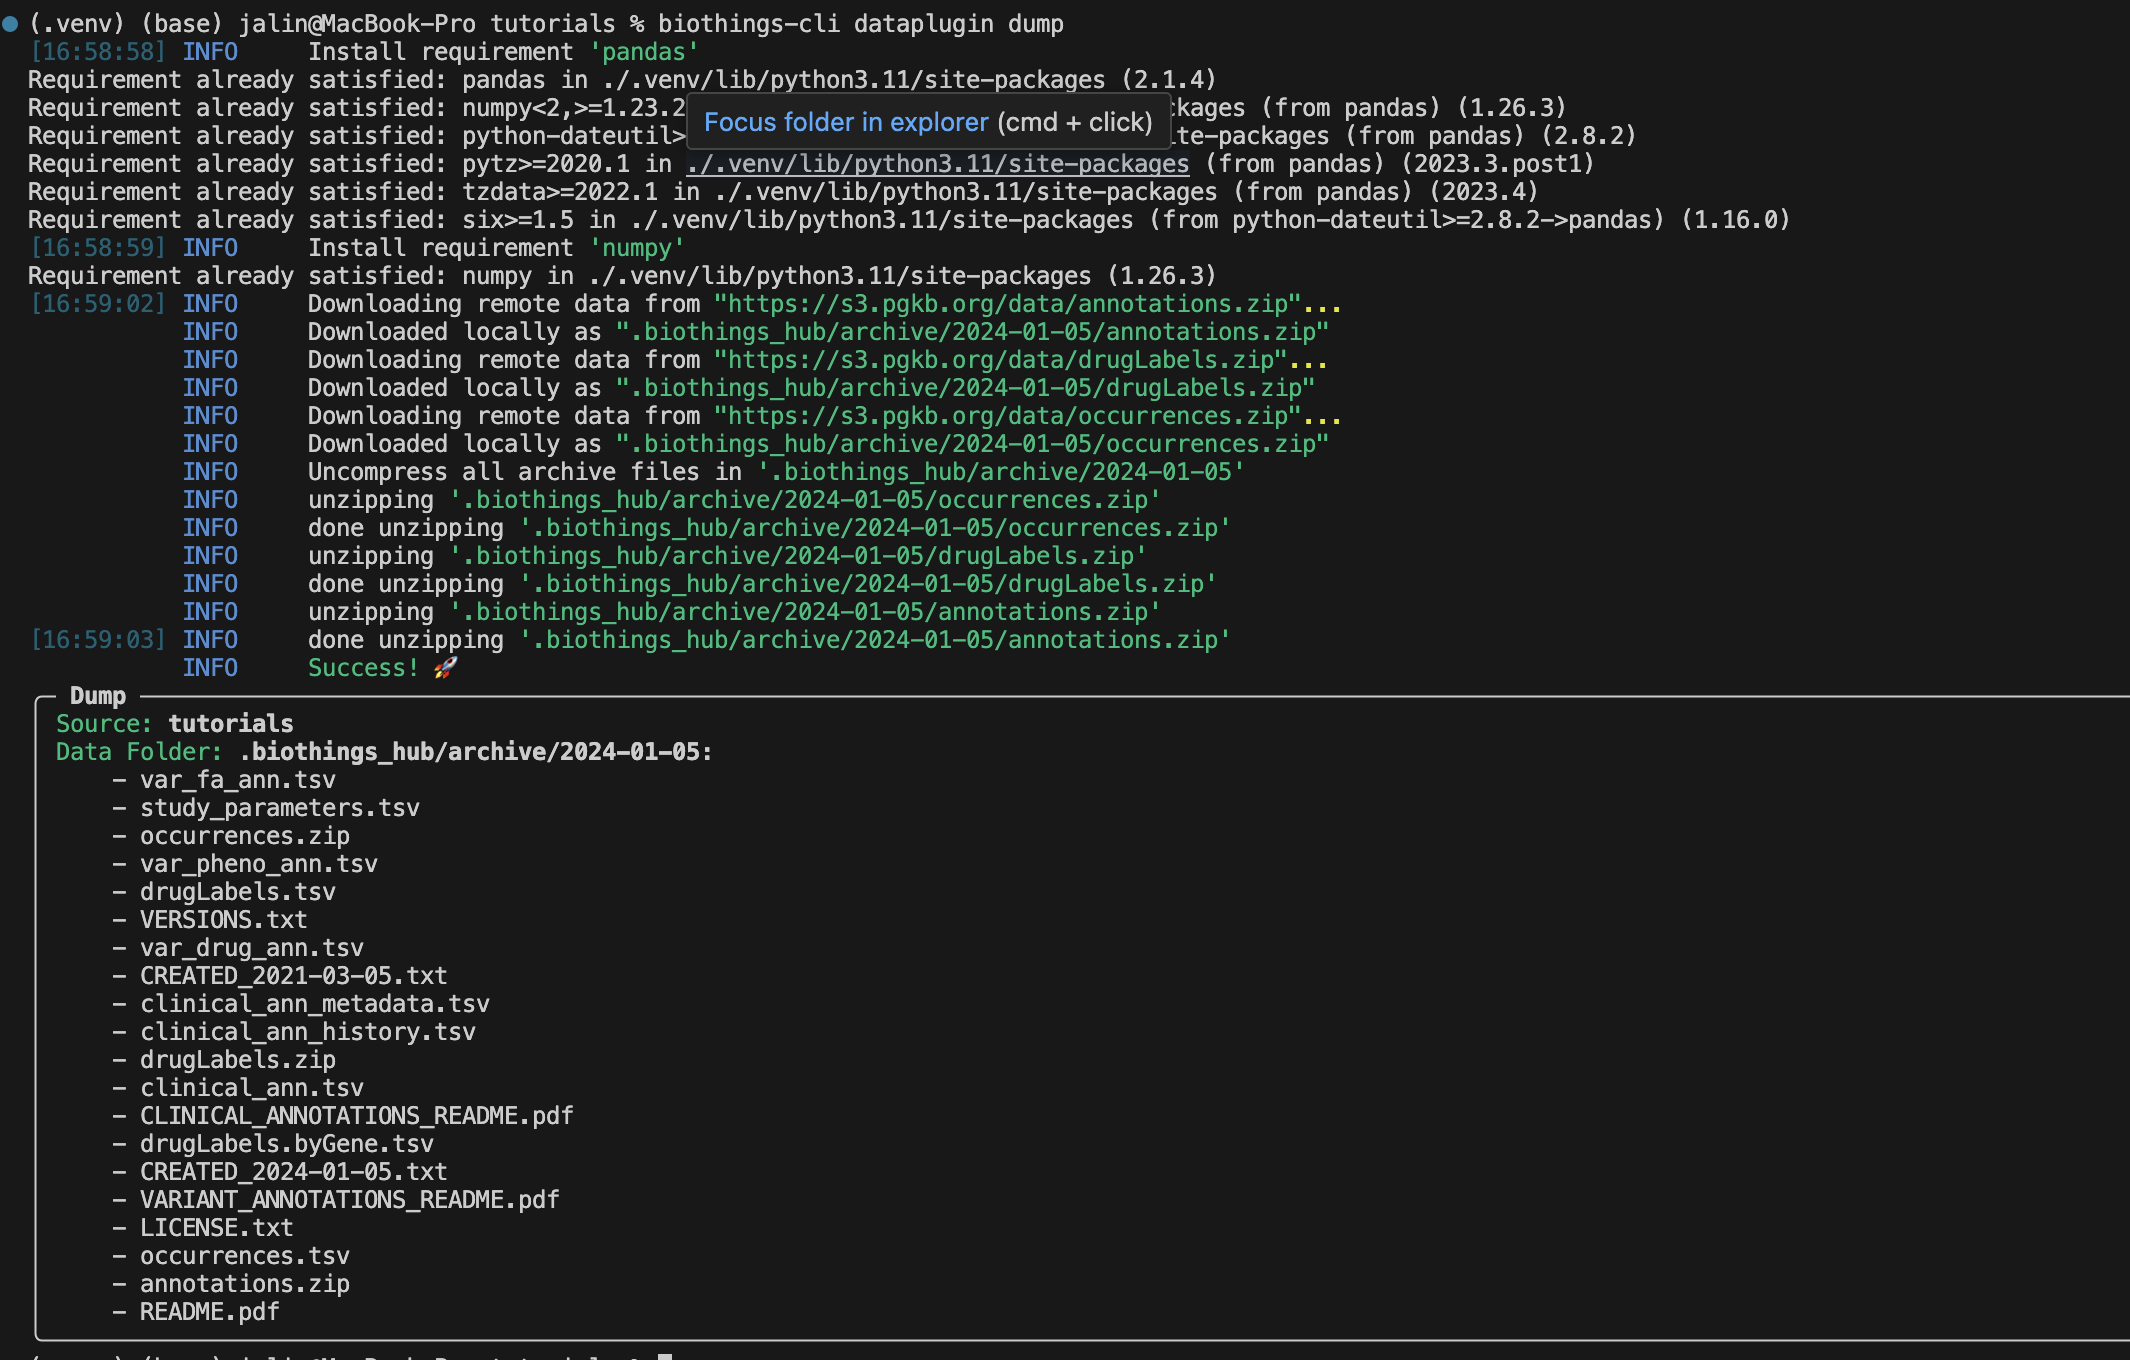 (.venv) (base) jalin@MacBook-Pro tutorials % biothings-cli dataplugin dump
[16:58:58] INFO     Install requirement 'pandas'
Requirement already satisfied: pandas in ./.venv/lib/python3.11/site-packages (2.1.4)
Requirement already satisfied: numpy<2,>=1.23.2 ckages (from pandas) (1.26.3)
Focus folder in explorer (cmd + click)
Requirement already satisfied: python-dateutil> ite-packages (from pandas) (2.8.2)
Requirement already satisfied: pytz>=2020.1 in ./.venv/lib/python3.11/site-packages (from pandas) (2023.3.post1)
Requirement already satisfied: tzdata>=2022.1 in ./.venv/lib/python3.11/site-packages (from pandas) (2023.4)
Requirement already satisfied: six>=1.5 in ./.venv/lib/python3.11/site-packages (from python-dateutil>=2.8.2->pandas) (1.16.0)
[16:58:59] INFO     Install requirement 'numpy'
Requirement already satisfied: numpy in ./.venv/lib/python3.11/site-packages (1.26.3)
[16:59:02] INFO     Downloading remote data from "https://s3.pgkb.org/data/annotations.zip"...
INFO     Downloaded locally as ".biothings_hub/archive/2024-01-05/annotations.zip"
INFO     Downloading remote data from "https://s3.pgkb.org/data/drugLabels.zip"...
INFO     Downloaded locally as ".biothings_hub/archive/2024-01-05/drugLabels.zip"
INFO     Downloading remote data from "https://s3.pgkb.org/data/occurrences.zip"...
INFO     Downloaded locally as ".biothings_hub/archive/2024-01-05/occurrences.zip"
INFO     Uncompress all archive files in '.biothings_hub/archive/2024-01-05'
INFO     unzipping '.biothings_hub/archive/2024-01-05/occurrences.zip'
INFO     done unzipping '.biothings_hub/archive/2024-01-05/occurrences.zip'
INFO     unzipping '.biothings_hub/archive/2024-01-05/drugLabels.zip'
INFO     done unzipping '.biothings_hub/archive/2024-01-05/drugLabels.zip'
INFO     unzipping '.biothings_hub/archive/2024-01-05/annotations.zip'
[16:59:03] INFO     done unzipping '.biothings_hub/archive/2024-01-05/annotations.zip'
INFO     Success! 🚀
Dump
Source: tutorials
Data Folder: .biothings_hub/archive/2024-01-05:
- var_fa_ann.tsv
- study_parameters.tsv
- occurrences.zip
- var_pheno_ann.tsv
- drugLabels.tsv
- VERSIONS.txt
- var_drug_ann.tsv
- CREATED_2021-03-05.txt
- clinical_ann_metadata.tsv
- clinical_ann_history.tsv
- drugLabels.zip
- clinical_ann.tsv
- CLINICAL_ANNOTATIONS_README.pdf
- drugLabels.byGene.tsv
- CREATED_2024-01-05.txt
- VARIANT_ANNOTATIONS_README.pdf
- LICENSE.txt
- occurrences.tsv
- annotations.zip
- README.pdf